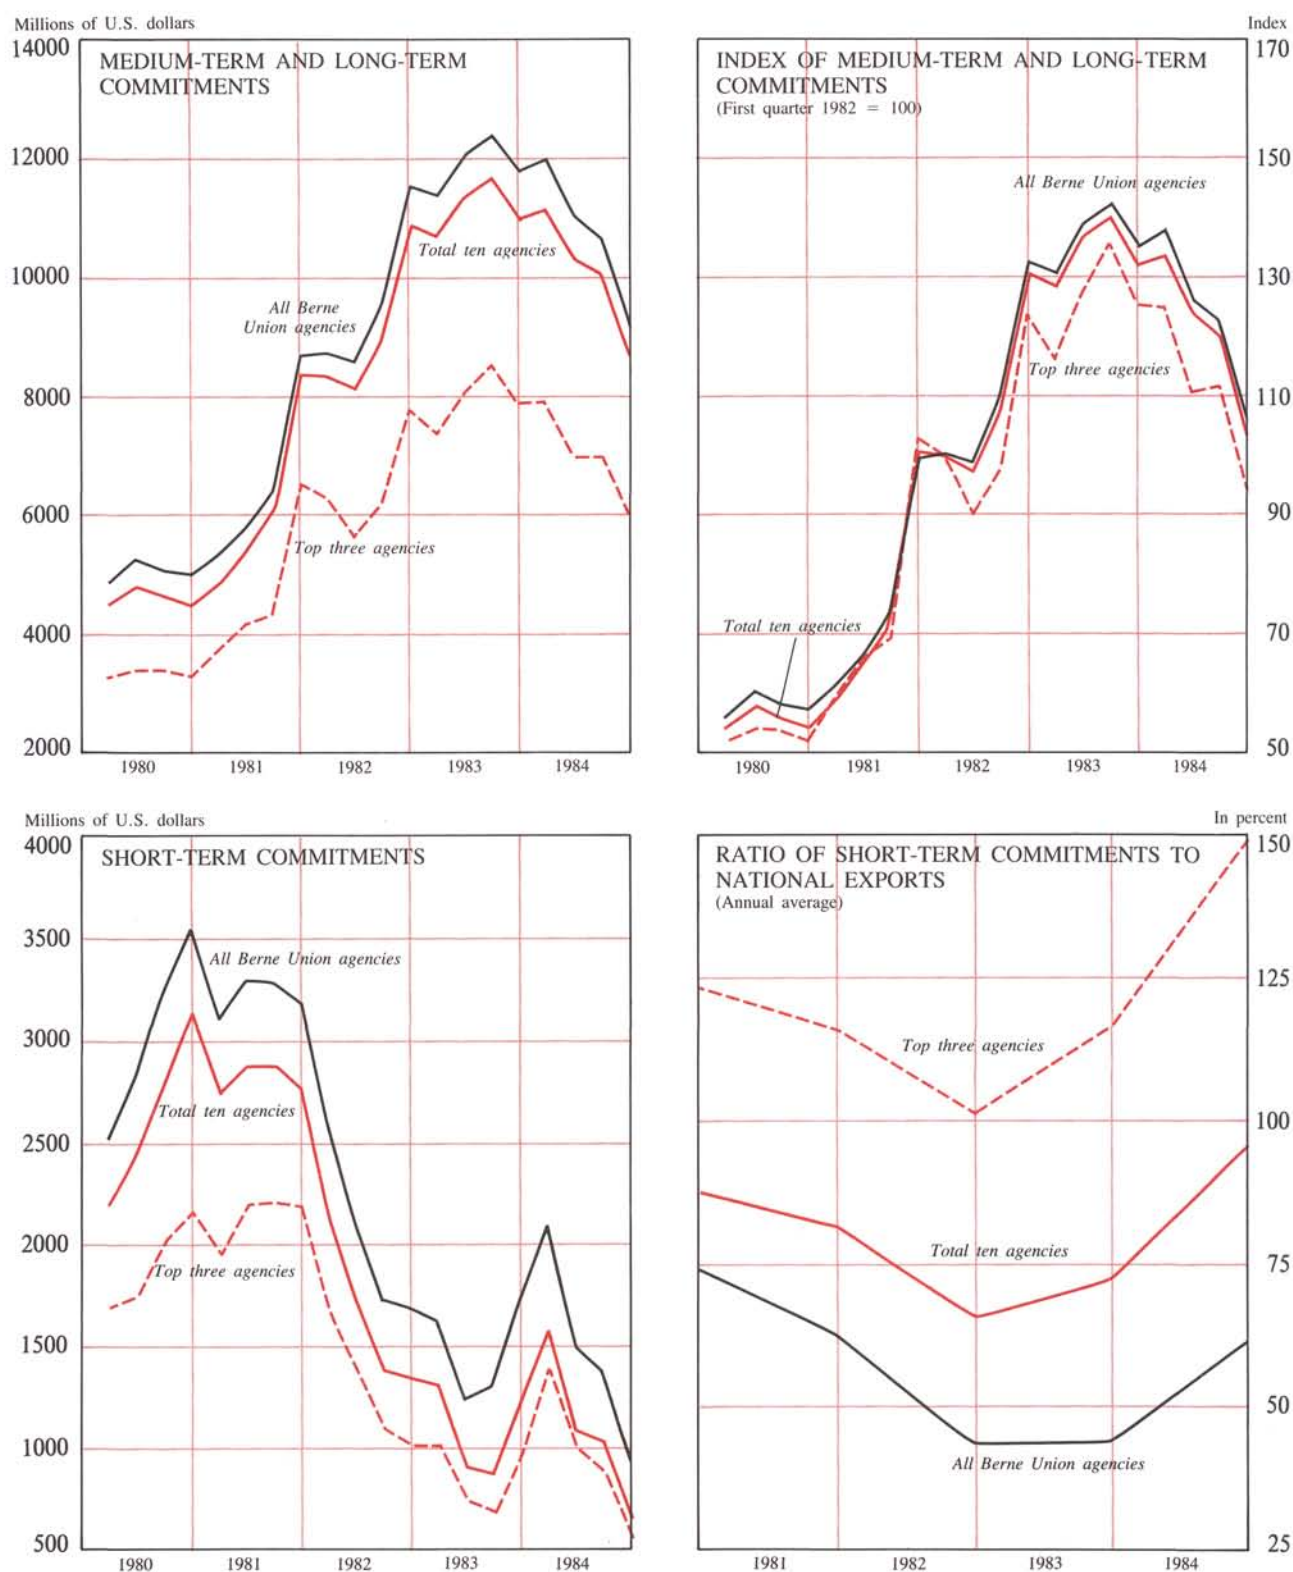 Millions of U.S. dollars
14000
12000
10000
8000
6000
4000
2000
MEDIUM-TERM AND LONG-TERM
COMMITMENTS
All Berne
Union agencies
Total ten agencies
Top three agencies
1980 1981 1982 1983 1984
Index
170
150
130
110
90
70
50
INDEX OF MEDIUM-TERM AND LONG-TERM
COMMITMENTS
(First quarter 1982 = 100)
All Berne Union agencies
Top three agencies
Total ten agencies
1980 1981 1982 1983 1984
Millions of U.S. dollars
4000
3500
3000
2500
2000
1500
1000
500
SHORT-TERM COMMITMENTS
All Berne Union agencies
Total ten agencies
Top three agencies
1980 1981 1982 1983 1984
In percent
150
125
100
75
50
25
RATIO OF SHORT-TERM COMMITMENTS TO
NATIONAL EXPORTS
(Annual average)
Top three agencies
Total ten agencies
All Berne Union agencies
1981 1982 1983 1984